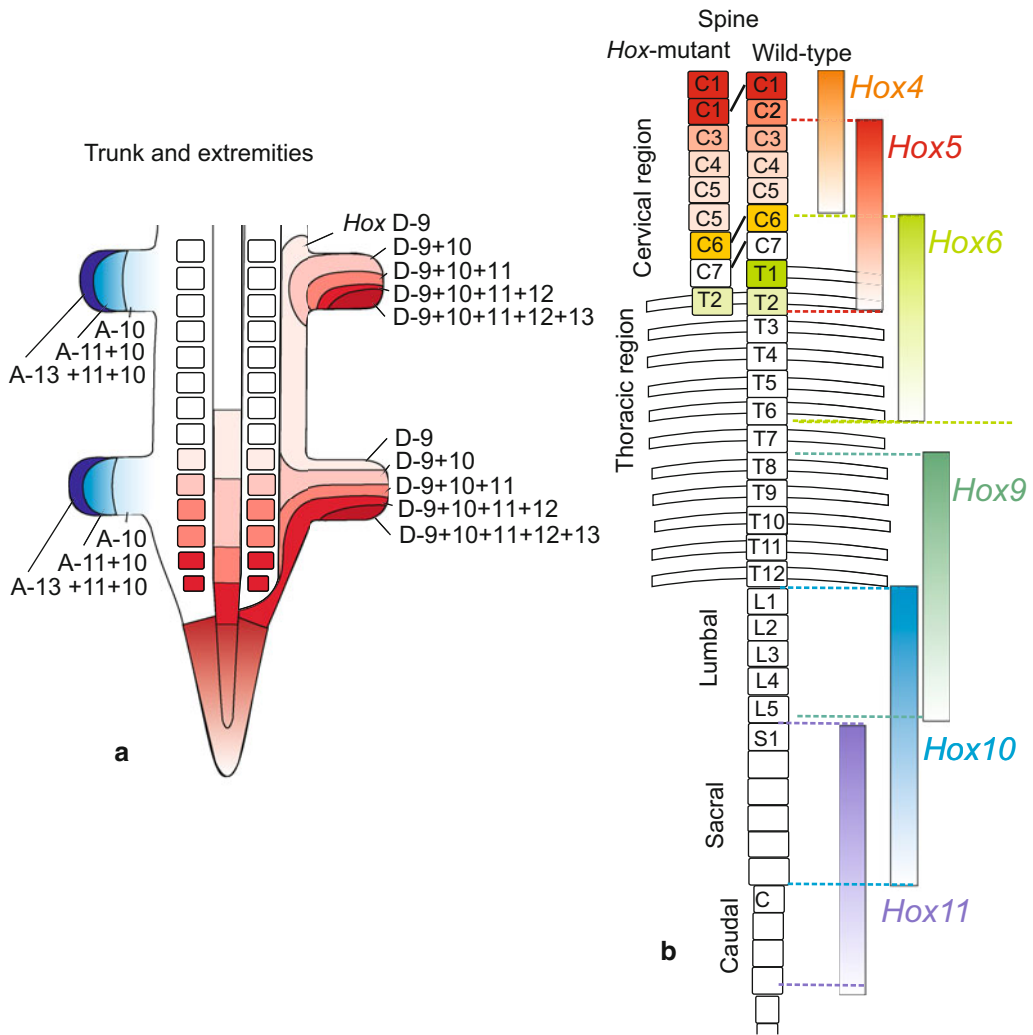 Trunk and extremities
Hox D-9
D-9+10
D-9+10+11
D-9+10+11+12
D-9+10+11+12+13
A-10
A-11+10
A-13 +11+10
D-9
D-9+10
D-9+10+11
D-9+10+11+12
D-9+10+11+12+13
A-10
A-11+10
A-13 +11+10
a
Spine
Hox-mutant
Wild-type
Cervical region
Thoracic region
Lumbal
Sacral
Caudal
C1
C1
C3
C4
C5
C5
C6
C7
T2
C1
C2
C3
C4
C5
C6
C7
T1
T2
T3
T4
T5
T6
T7
T8
T9
T10
T11
T12
L1
L2
L3
L4
L5
S1
C
Hox4
Hox5
Hox6
Hox9
Hox10
Hox11
b